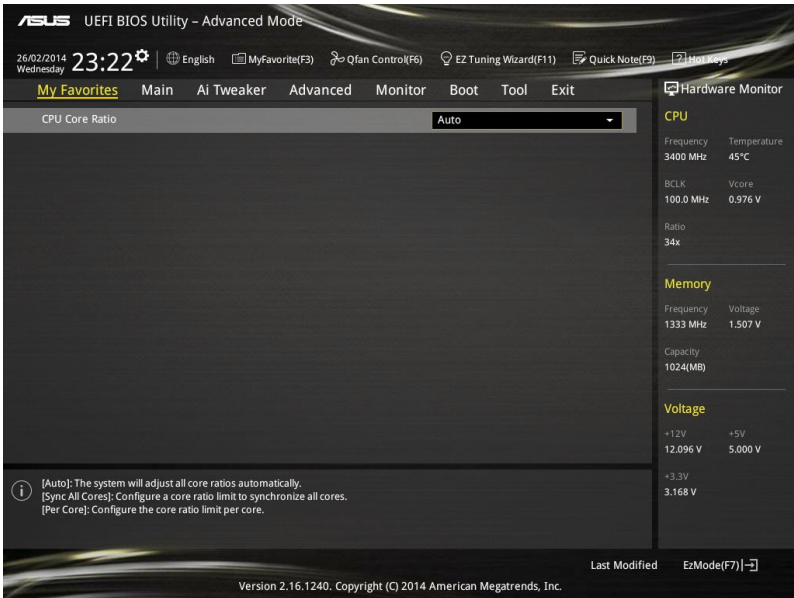 ASUS UEFI BIOS Utility – Advanced Mode
26/02/2014
Wednesday
23:22
English
MyFavorite(F3)
Qfan Control(F6)
EZ Tuning Wizard(F11)
Quick Note(F9)
Hot Keys
My Favorites Main Ai Tweaker Advanced Monitor Boot Tool Exit
CPU Core Ratio Auto
[Auto]: The system will adjust all core ratios automatically.
[Sync All Cores]: Configure a core ratio limit to synchronize all cores.
[Per Core]: Configure the core ratio limit per core.
Hardware Monitor
CPU
Frequency Temperature
3400 MHz 45°C
BCLK Vcore
100.0 MHz 0.976 V
Ratio
34x
Memory
Frequency Voltage
1333 MHz 1.507 V
Capacity
1024(MB)
Voltage
+12V +5V
12.096 V 5.000 V
+3.3V
3.168 V
Last Modified EzMode(F7)
Version 2.16.1240. Copyright (C) 2014 American Megatrends, Inc.